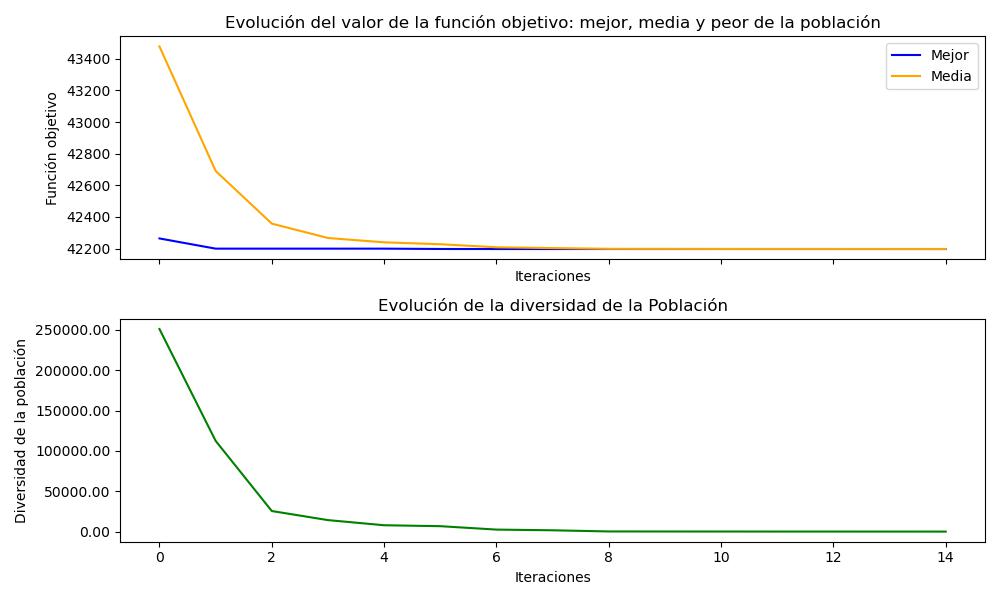 Evolución del valor de la función objetivo: mejor, media y peor de la población
Función objetivo
43400
43200
43000
42800
42600
42400
42200
Mejor
Media
Iteraciones
Evolución de la diversidad de la Población
Diversidad de la población
250000.00
200000.00
150000.00
100000.00
50000.00
0.00
0 2 4 6 8 10 12 14
Iteraciones